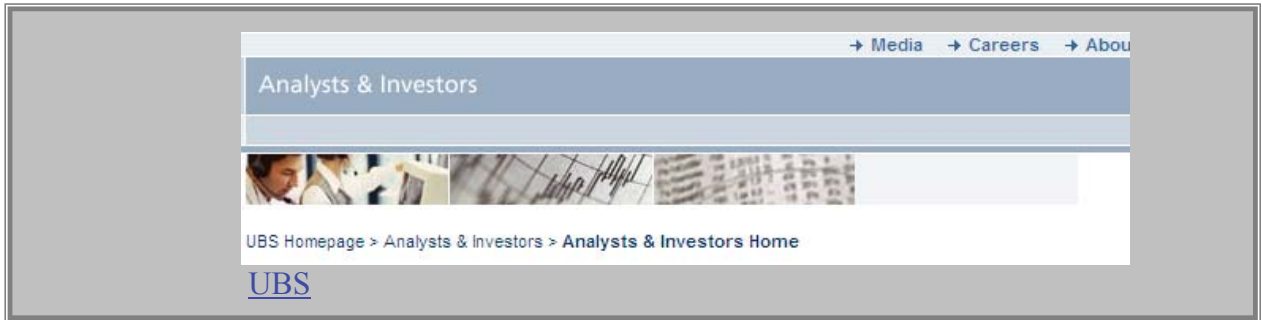 → Media → Careers → Abou
Analysts & Investors
UBS Homepage > Analysts & Investors > Analysts & Investors Home
UBS